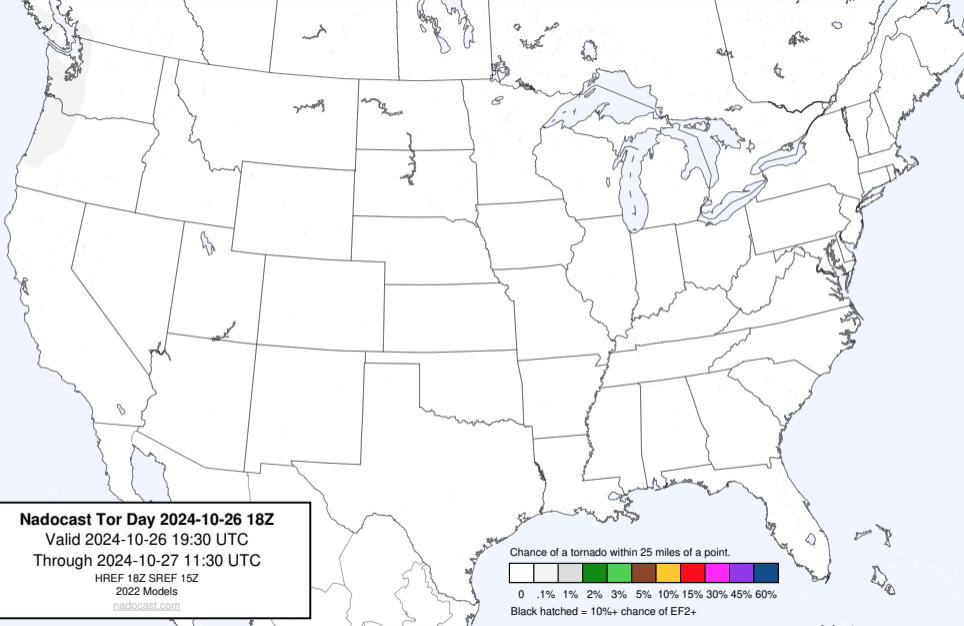 Nadocast Tor Day 2024-10-26 18Z
Valid 2024-10-26 19:30 UTC
Through 2024-10-27 11:30 UTC
HREF 18Z SREF 15Z
2022 Models
nadocast.com
Chance of a tornado within 25 miles of a point.
0 .1% 1% 2% 3% 5% 10% 15% 30% 45% 60%
Black hatched = 10%+ chance of EF2+